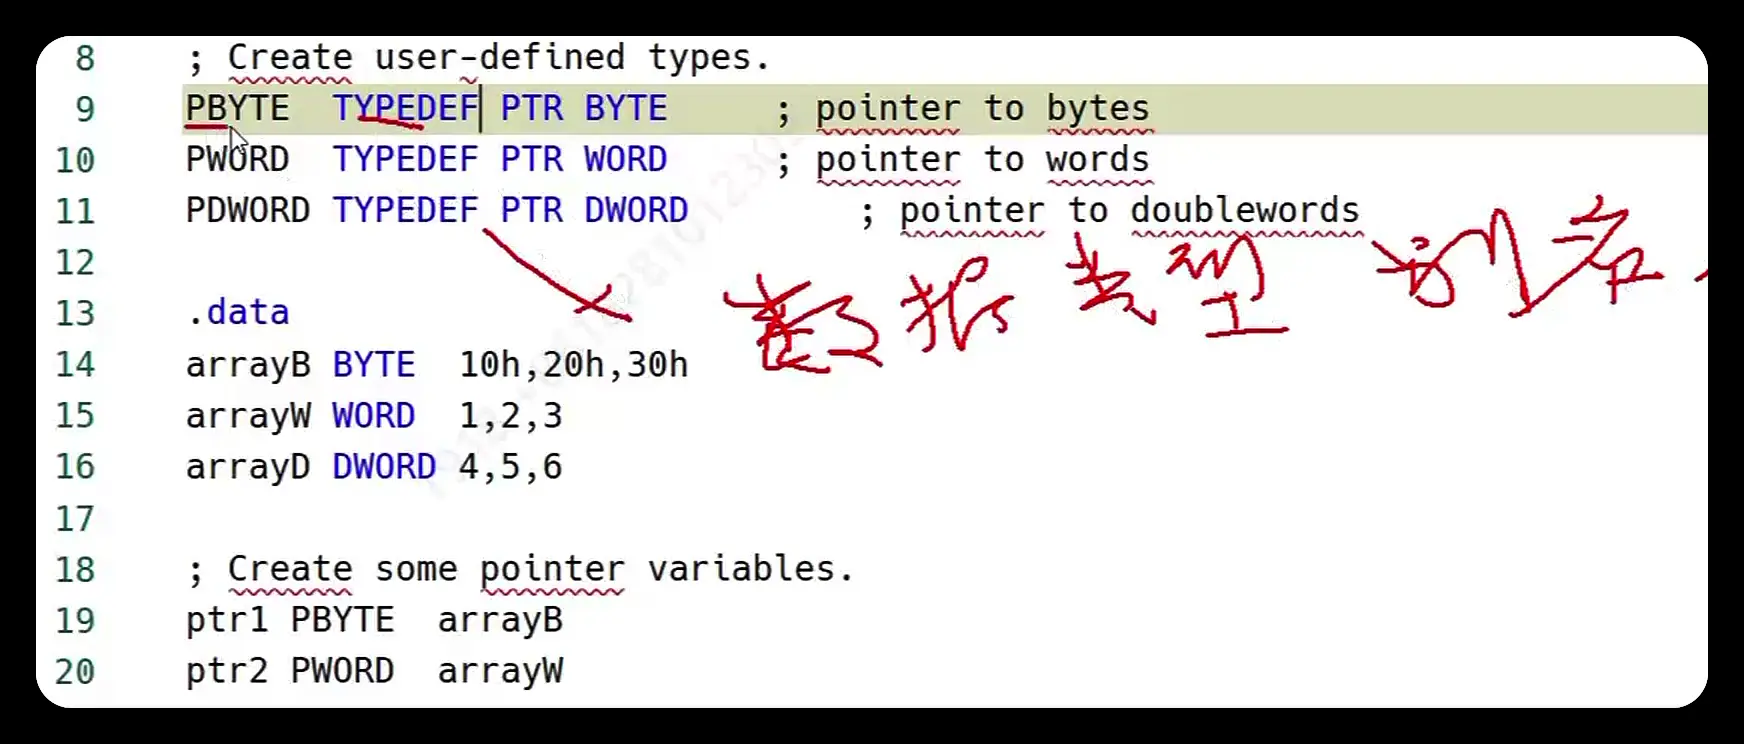 8 ; Create user-defined types.
9 PBYTE TYPEDEF PTR BYTE ; pointer to bytes
10 PWORD TYPEDEF PTR WORD ; pointer to words
11 PDWORD TYPEDEF PTR DWORD ; pointer to doublewords
12
数据类型 的名
13 .data
14 arrayB BYTE 10h,20h,30h
15 arrayW WORD 1,2,3
16 arrayD DWORD 4,5,6
17
18 ; Create some pointer variables.
19 ptr1 PBYTE arrayB
20 ptr2 PWORD arrayW